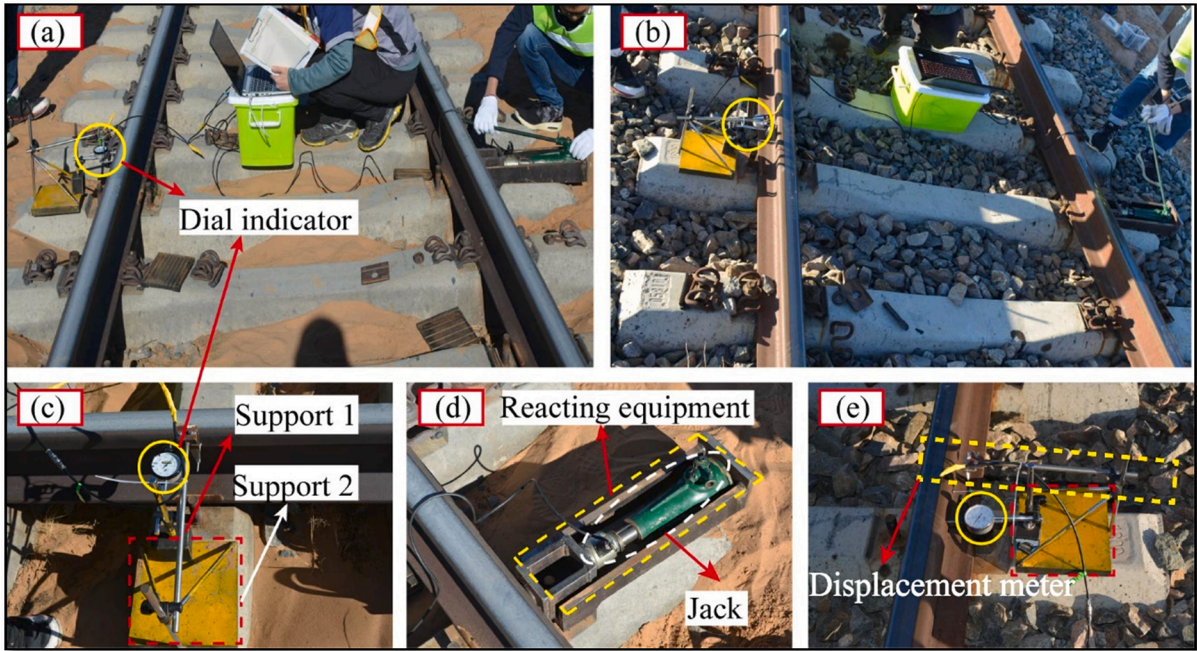 (a)
(b)
Dial indicator
(c)
Support 1
Support 2
(d)
Reacting equipment
Jack
(e)
Displacement meter